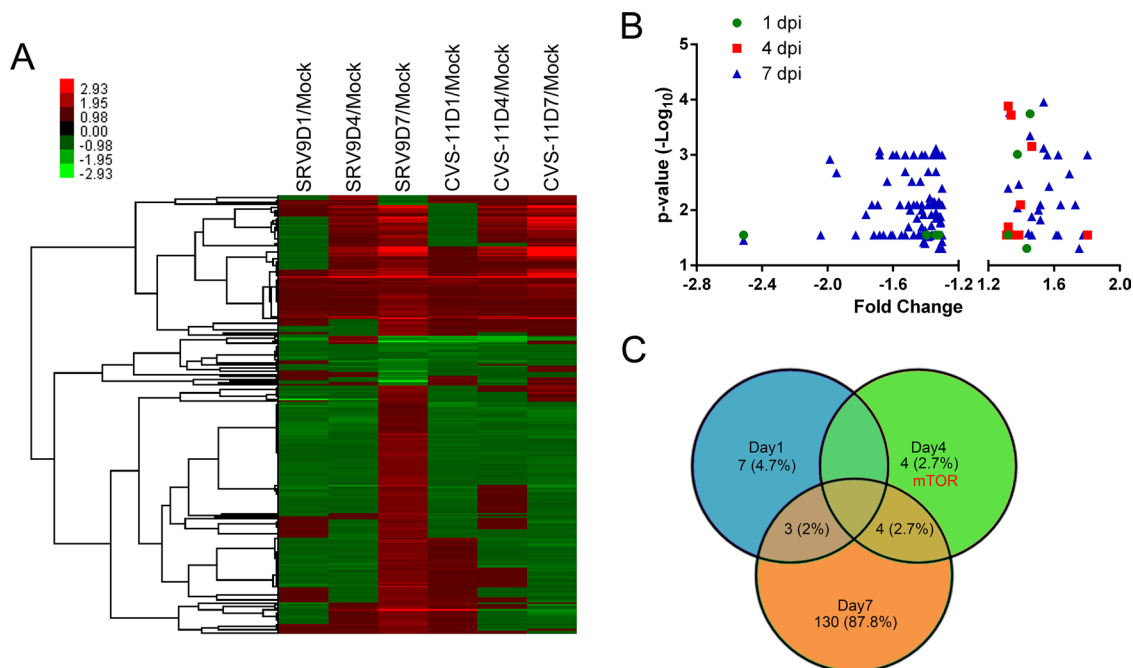 A
2.93
1.95
0.98
0.00
-0.98
-1.95
-2.93
SRV9D1/Mock
SRV9D4/Mock
SRV9D7/Mock
CVS-11D1/Mock
CVS-11D4/Mock
CVS-11D7/Mock
B
1 dpi
4 dpi
7 dpi
p-value (-Log10)
5
4
3
2
1
-2.8
-2.4
-2.0
-1.6
-1.2
1.2
1.6
2.0
Fold Change
C
Day1
7 (4.7%)
Day4
4 (2.7%)
mTOR
3 (2%)
4 (2.7%)
Day7
130 (87.8%)